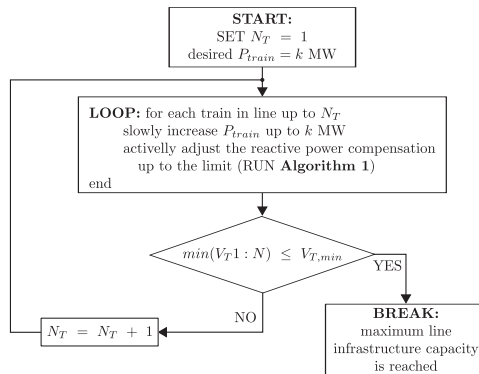 START:
SET N_T = 1
desired P_train = k MW
LOOP: for each train in line up to N_T
slowly increase P_train up to k MW
activelly adjust the reactive power compensation
up to the limit (RUN Algorithm 1)
end
min(V_T1 : N) ≤ V_T,min
YES
NO
N_T = N_T + 1
BREAK:
maximum line
infrastructure capacity
is reached